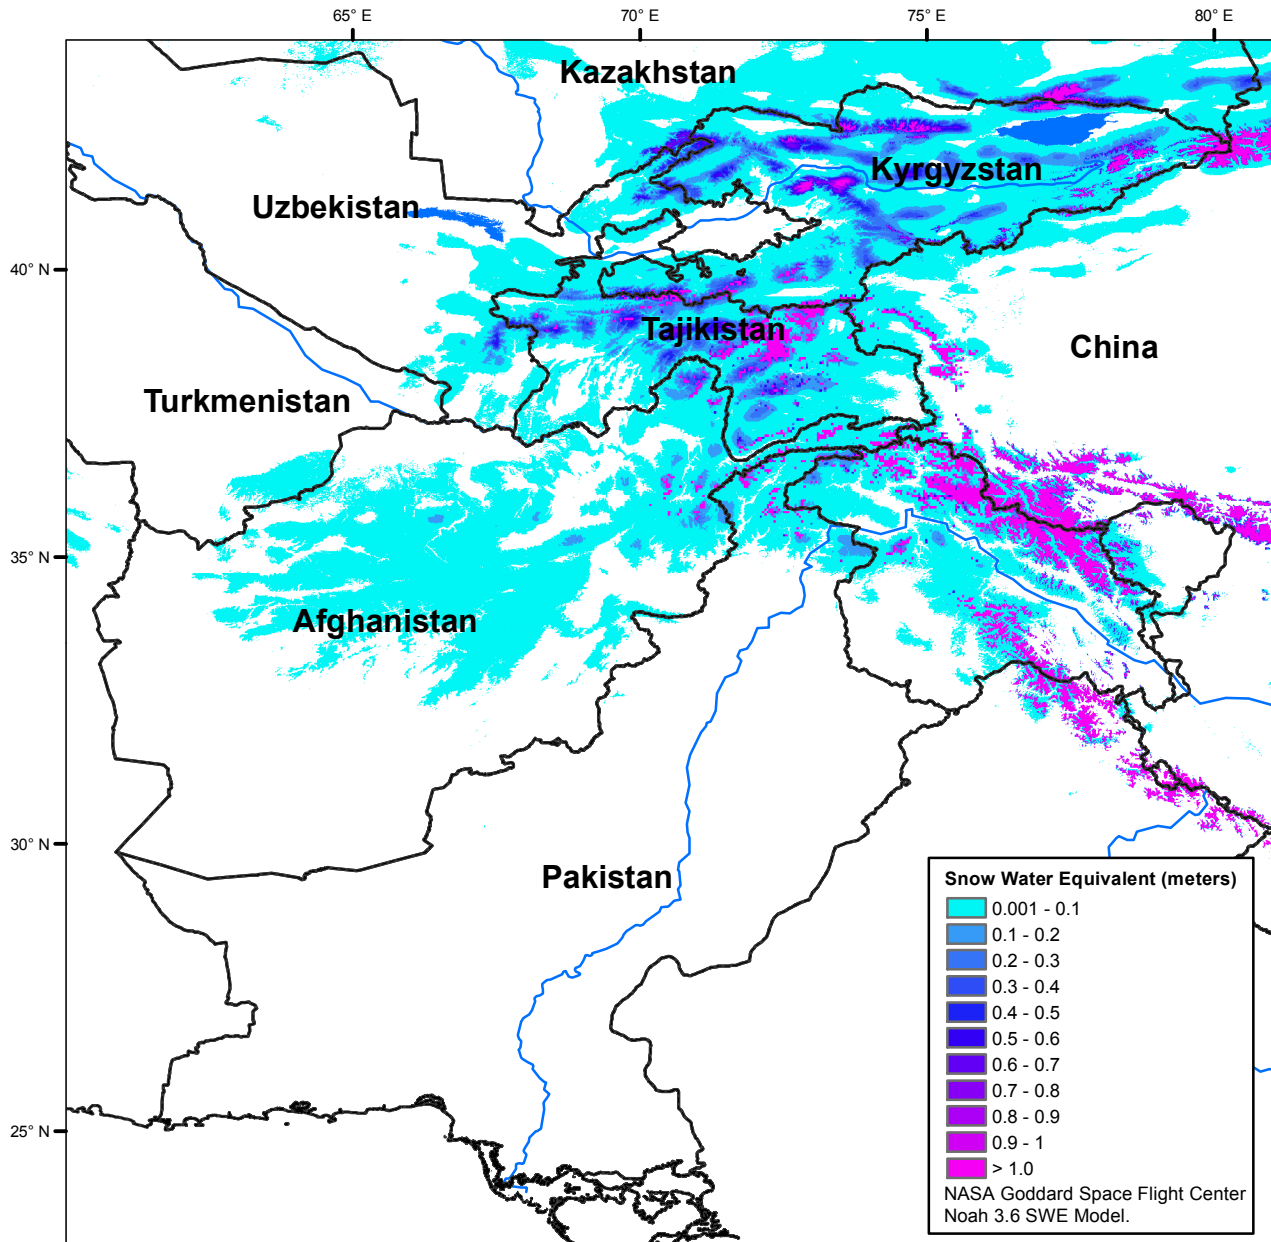 65° E
70° E
75° E
80° E
Kazakhstan
Kyrgyzstan
Uzbekistan
40° N
Tajikistan
China
Turkmenistan
35° N
Afghanistan
30° N
Pakistan
25° N
Snow Water Equivalent (meters)
0.001 - 0.1
0.1 - 0.2
0.2 - 0.3
0.3 - 0.4
0.4 - 0.5
0.5 - 0.6
0.6 - 0.7
0.7 - 0.8
0.8 - 0.9
0.9 - 1
> 1.0
NASA Goddard Space Flight Center
Noah 3.6 SWE Model.